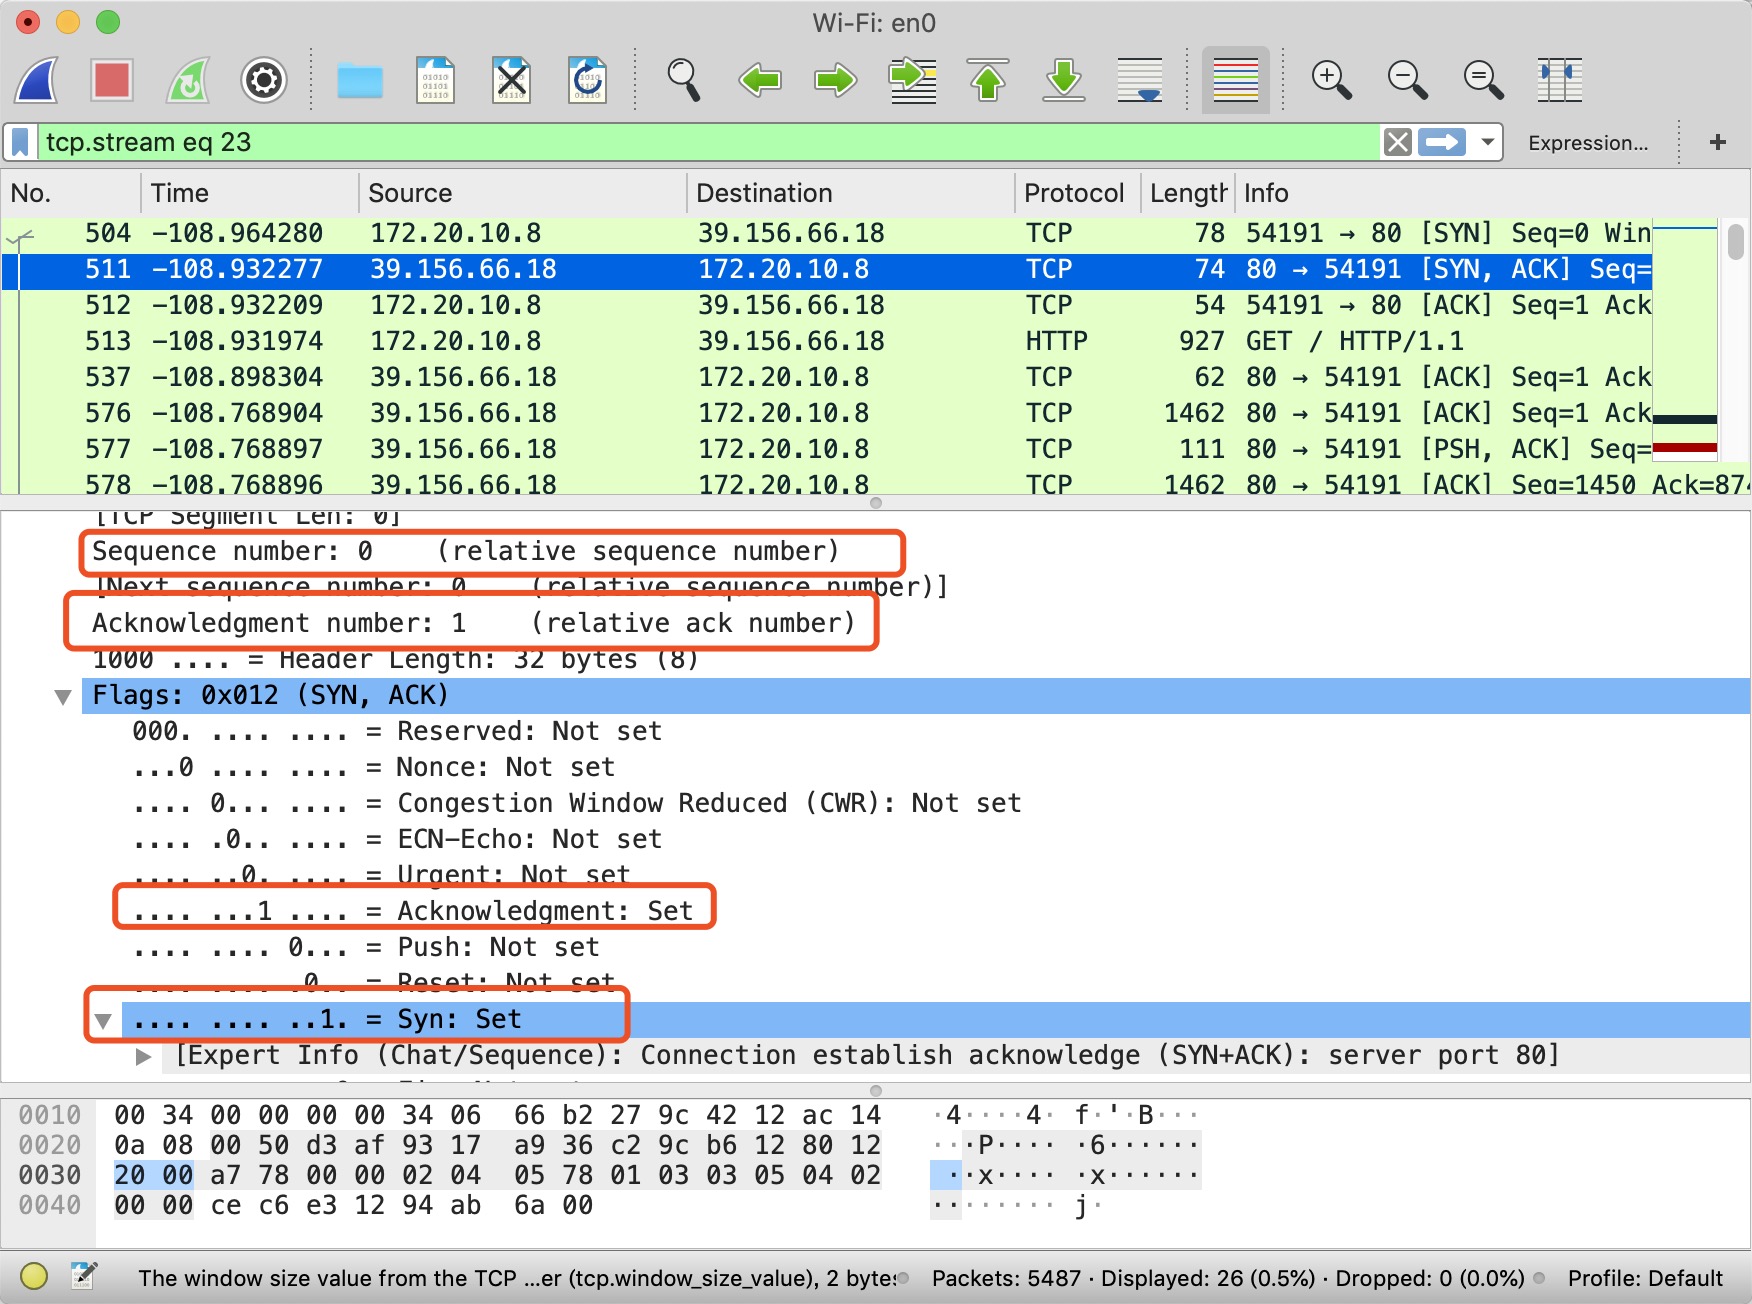 Wi-Fi: en0
tcp.stream eq 23 Expression... +
No. Time Source Destination Protocol Length Info
504 −108.964280 172.20.10.8 39.156.66.18 TCP 78 54191 → 80 [SYN] Seq=0 Win
511 −108.932277 39.156.66.18 172.20.10.8 TCP 74 80 → 54191 [SYN, ACK] Seq=
512 −108.932209 172.20.10.8 39.156.66.18 TCP 54 54191 → 80 [ACK] Seq=1 Ack
513 −108.931974 172.20.10.8 39.156.66.18 HTTP 927 GET / HTTP/1.1
537 −108.898304 39.156.66.18 172.20.10.8 TCP 62 80 → 54191 [ACK] Seq=1 Ack
576 −108.768904 39.156.66.18 172.20.10.8 TCP 1462 80 → 54191 [ACK] Seq=1 Ack
577 −108.768897 39.156.66.18 172.20.10.8 TCP 111 80 → 54191 [PSH, ACK] Seq=
578 −108.768896 39.156.66.18 172.20.10.8 TCP 1462 80 → 54191 [ACK] Seq=1450 Ack=874
[TCP Segment Len: 0]
Sequence number: 0 (relative sequence number)
[Next sequence number: 0 (relative sequence number)]
Acknowledgment number: 1 (relative ack number)
1000 .... = Header Length: 32 bytes (8)
Flags: 0x012 (SYN, ACK)
000. .... .... = Reserved: Not set
...0 .... .... = Nonce: Not set
.... 0... .... = Congestion Window Reduced (CWR): Not set
.... .0.. .... = ECN−Echo: Not set
.... ..0. .... = Urgent: Not set
.... ...1 .... = Acknowledgment: Set
.... .... 0... = Push: Not set
.... .... .0.. = Reset: Not set
.... .... ..1. = Syn: Set
[Expert Info (Chat/Sequence): Connection establish acknowledge (SYN+ACK): server port 80]
0010 00 34 00 00 00 00 34 06 66 b2 27 9c 42 12 ac 14 ·4····4· f·'·B···
0020 0a 08 00 50 d3 af 93 17 a9 36 c2 9c b6 12 80 12 ···P···· ·6······
0030 20 00 a7 78 00 00 02 04 05 78 01 03 03 05 04 02 ··x···· ·x······
0040 00 00 ce c6 e3 12 94 ab 6a 00 ········ j·
The window size value from the TCP ...er (tcp.window_size_value), 2 bytes Packets: 5487 · Displayed: 26 (0.5%) · Dropped: 0 (0.0%) Profile: Default